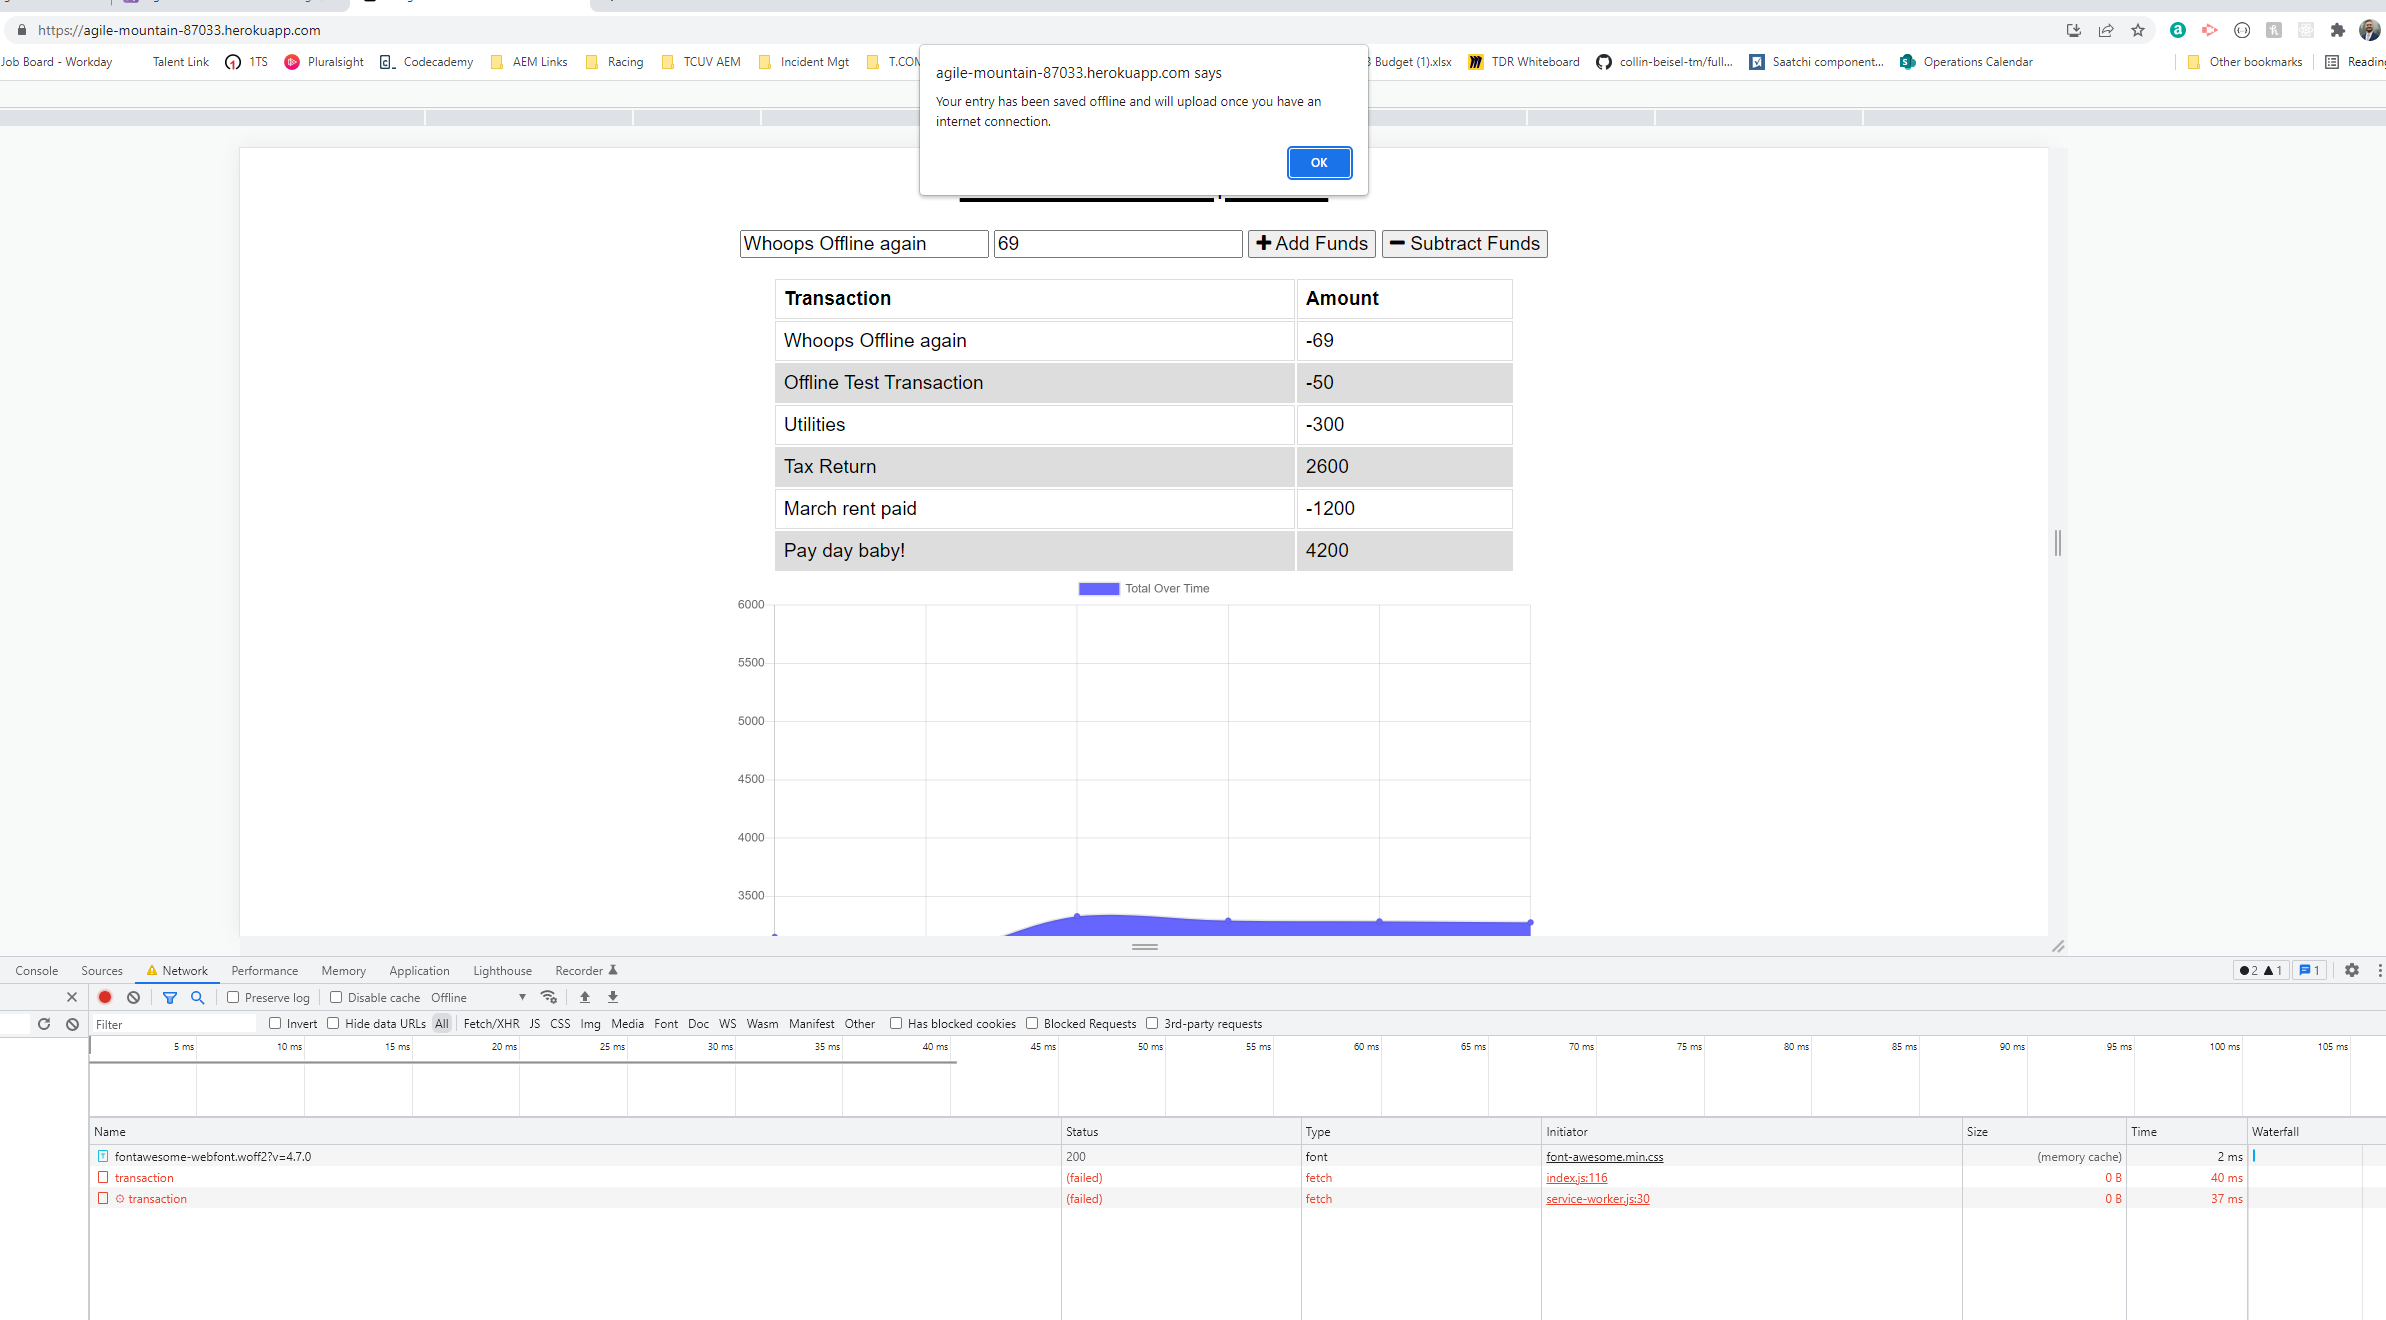 https://agile-mountain-87033.herokuapp.com
Job Board - Workday Talent Link 1TS Pluralsight Codecademy AEM Links Racing TCUV AEM Incident Mgt T.COM Budget (1).xlsx TDR Whiteboard collin-beisel-tm/full... Saatchi component... Operations Calendar Other bookmarks Reading
agile-mountain-87033.herokuapp.com says
Your entry has been saved offline and will upload once you have an
internet connection.
OK
Whoops Offline again 69 Add Funds Subtract Funds
Transaction Amount
Whoops Offline again -69
Offline Test Transaction -50
Utilities -300
Tax Return 2600
March rent paid -1200
Pay day baby! 4200
Total Over Time
6000
5500
5000
4500
4000
3500
Console Sources Network Performance Memory Application Lighthouse Recorder 2 1 1
Preserve log Disable cache Offline
Filter Invert Hide data URLs All Fetch/XHR JS CSS Img Media Font Doc WS Wasm Manifest Other Has blocked cookies Blocked Requests 3rd-party requests
5 ms 10 ms 15 ms 20 ms 25 ms 30 ms 35 ms 40 ms 45 ms 50 ms 55 ms 60 ms 65 ms 70 ms 75 ms 80 ms 85 ms 90 ms 95 ms 100 ms 105 ms
Name Status Type Initiator Size Time Waterfall
fontawesome-webfont.woff2?v=4.7.0 200 font font-awesome.min.css (memory cache) 2 ms
transaction (failed) fetch index.js:116 0 B 40 ms
transaction (failed) fetch service-worker.js:30 0 B 37 ms